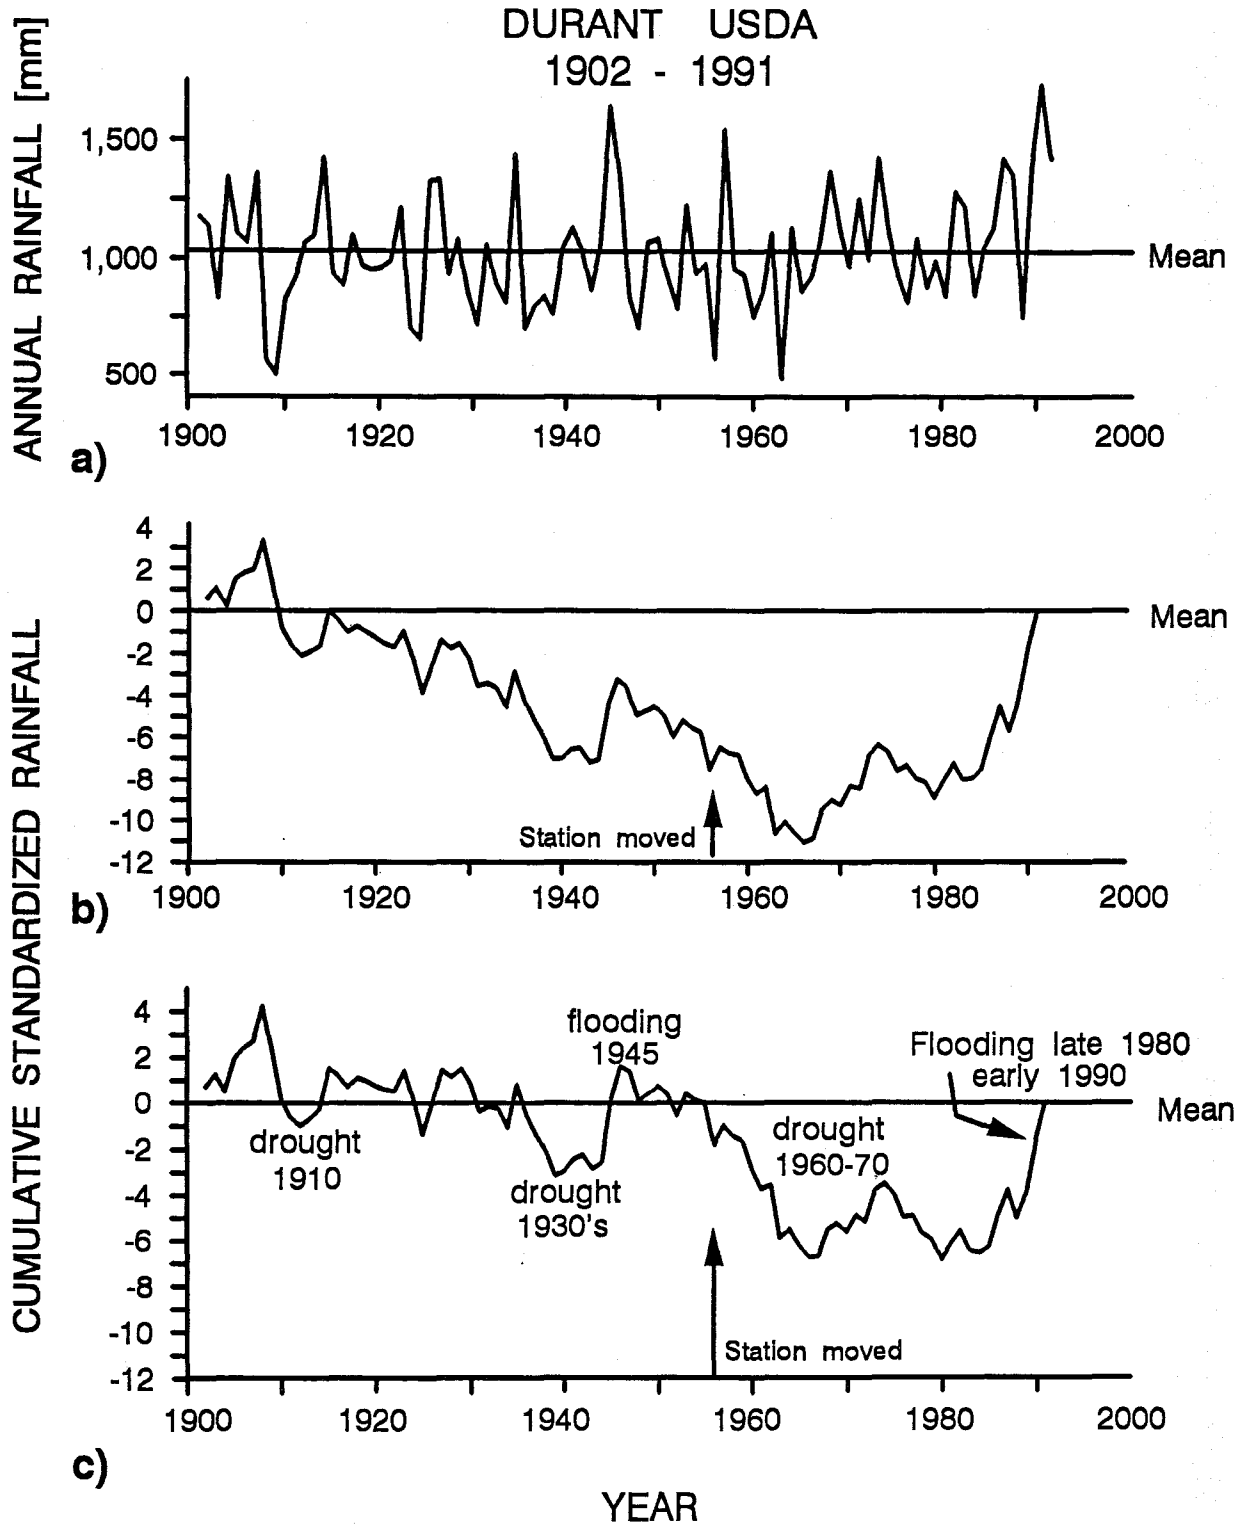 DURANT USDA
1902 - 1991
ANNUAL RAINFALL [mm]
1,500
1,000
500
Mean
1900 1920 1940 1960 1980 2000
a)
CUMULATIVE STANDARDIZED RAINFALL
4
2
0
-2
-4
-6
-8
-10
-12
Mean
Station moved
1900 1920 1940 1960 1980 2000
b)
4
2
0
-2
-4
-6
-8
-10
-12
flooding
1945
Flooding late 1980
early 1990
Mean
drought
1910
drought
1930's
drought
1960-70
Station moved
1900 1920 1940 1960 1980 2000
c)
YEAR